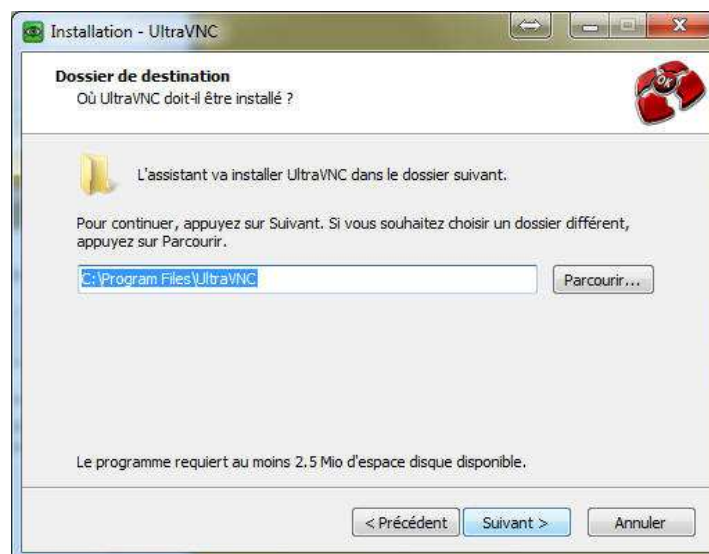 Installation - UltraVNC
Dossier de destination
Où UltraVNC doit-il être installé ?
OK
L'assistant va installer UltraVNC dans le dossier suivant.
Pour continuer, appuyez sur Suivant. Si vous souhaitez choisir un dossier différent,
appuyez sur Parcourir.
C:\Program Files\UltraVNC
Parcourir...
Le programme requiert au moins 2.5 Mio d'espace disque disponible.
< Précédent
Suivant >
Annuler